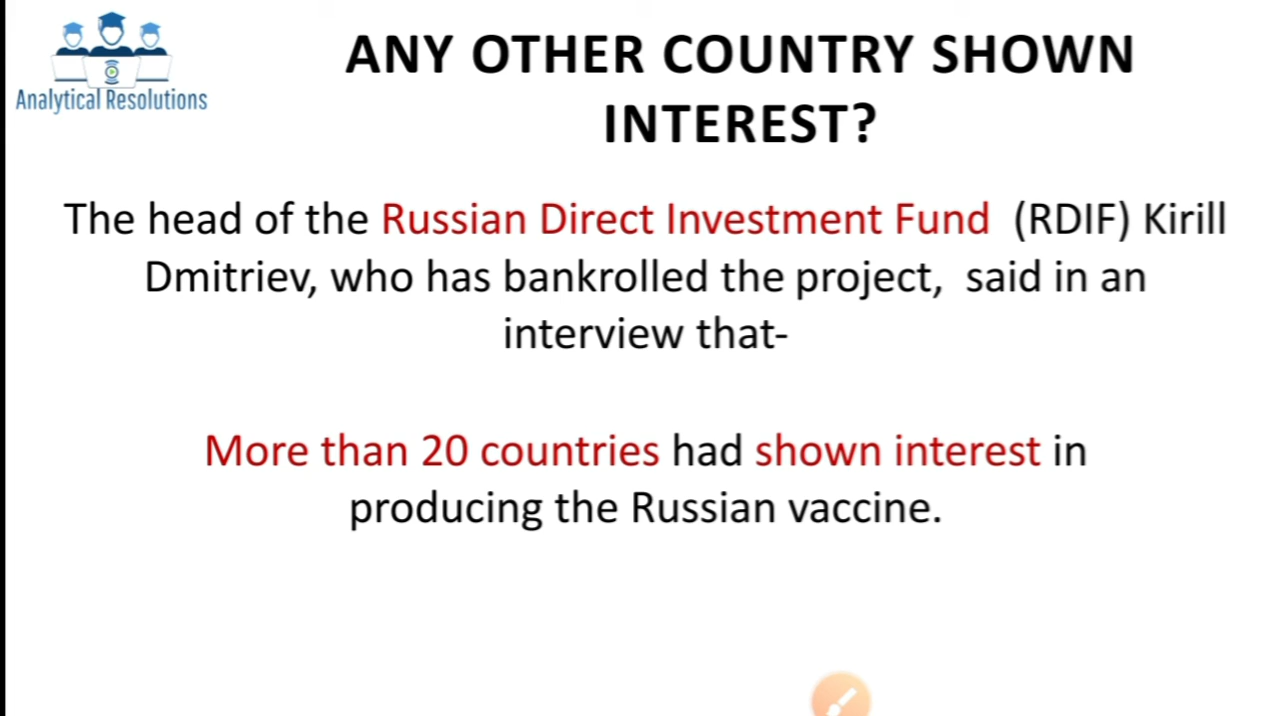 Analytical Resolutions
ANY OTHER COUNTRY SHOWN
INTEREST?
The head of the Russian Direct Investment Fund (RDIF) Kirill
Dmitriev, who has bankrolled the project, said in an
interview that-
More than 20 countries had shown interest in
producing the Russian vaccine.